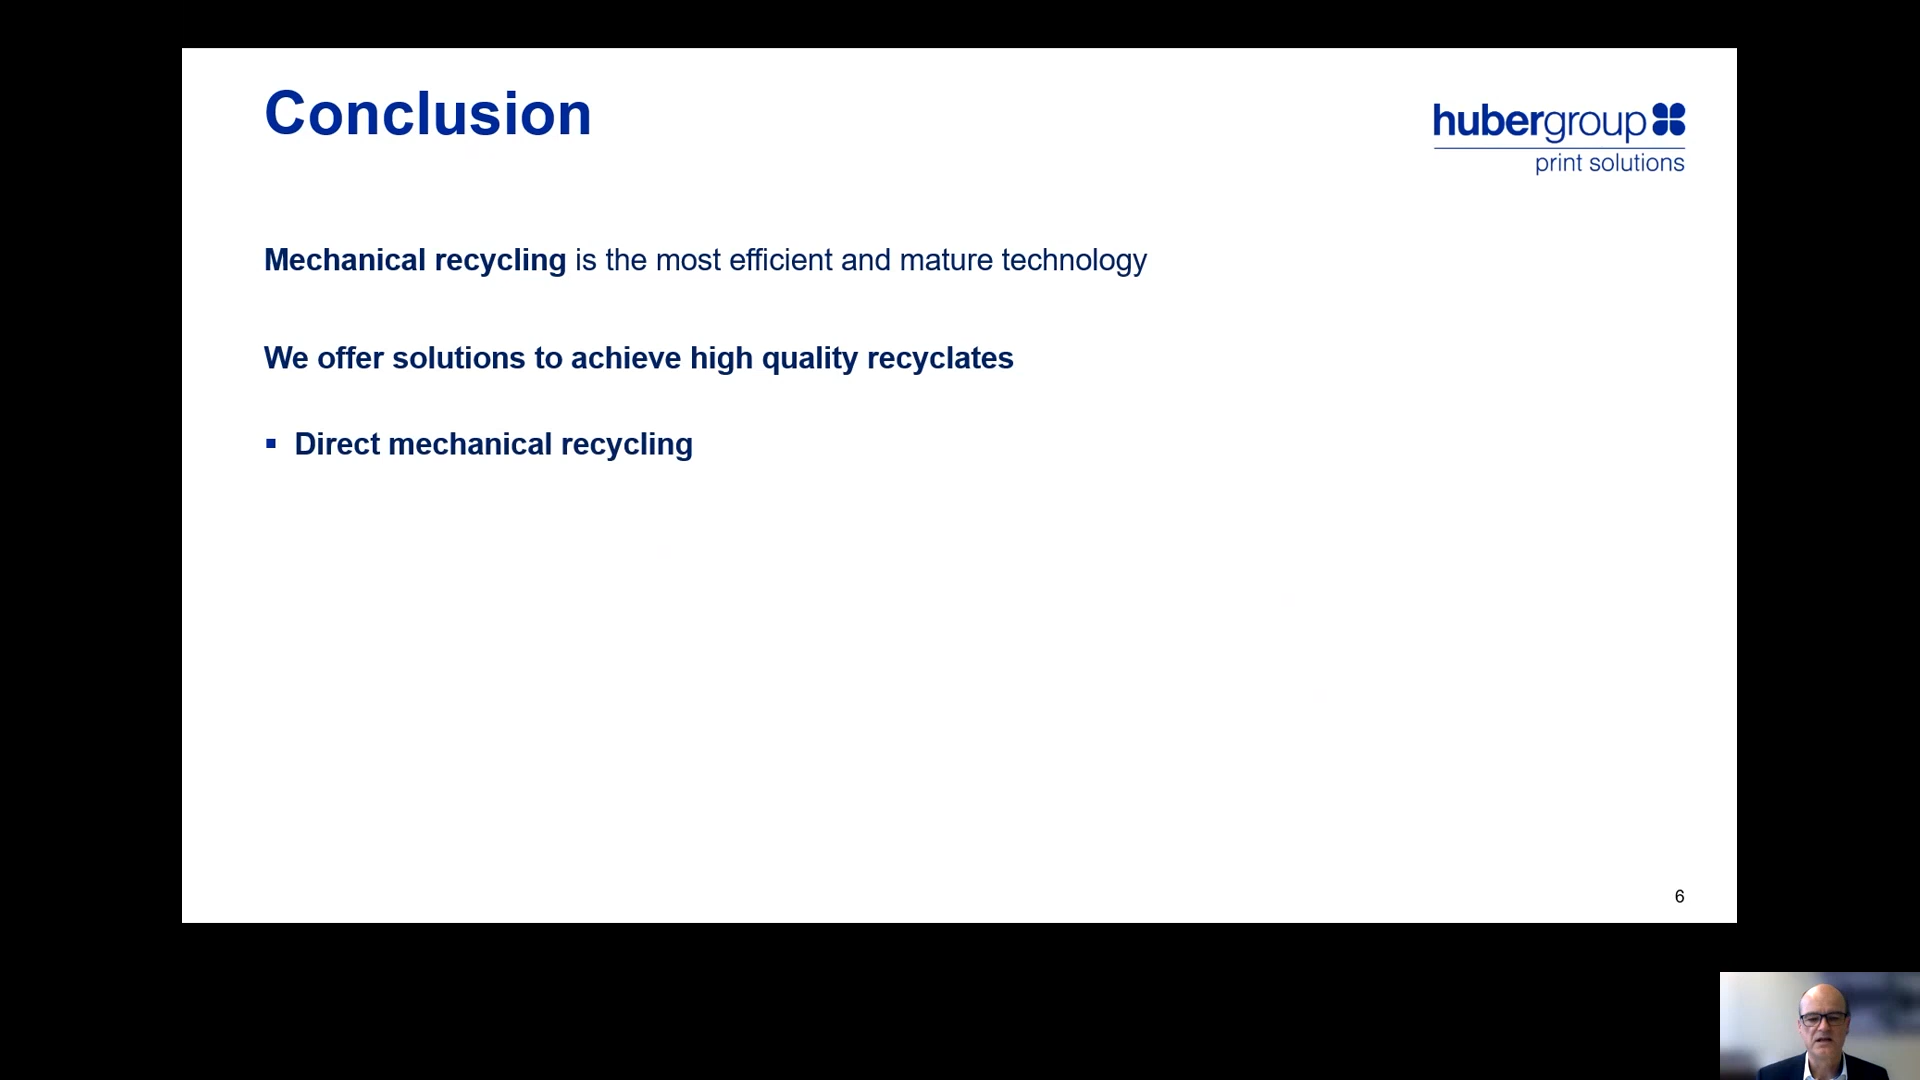 Conclusion
hubergroup
print solutions
Mechanical recycling is the most efficient and mature technology
We offer solutions to achieve high quality recyclates
▪ Direct mechanical recycling
6